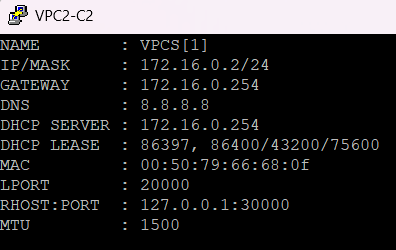 VPC2-C2
NAME        : VPCS[1]
IP/MASK     : 172.16.0.2/24
GATEWAY     : 172.16.0.254
DNS         : 8.8.8.8
DHCP SERVER : 172.16.0.254
DHCP LEASE  : 86397, 86400/43200/75600
MAC         : 00:50:79:66:68:0f
LPORT       : 20000
RHOST:PORT  : 127.0.0.1:30000
MTU         : 1500